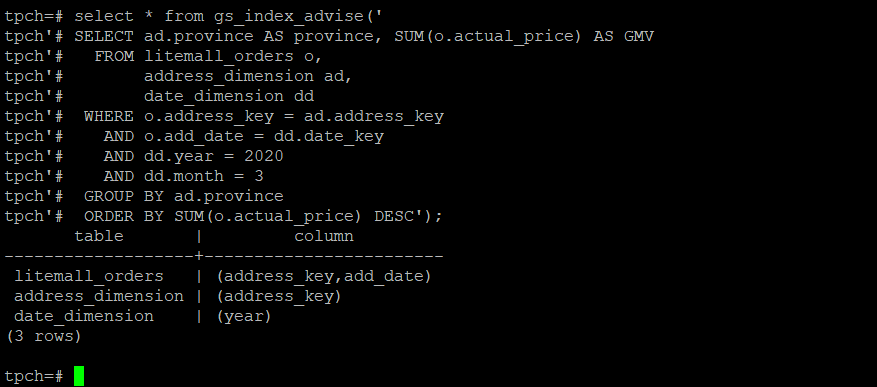 tpch=# select * from gs_index_advise('
tpch'# SELECT ad.province AS province, SUM(o.actual_price) AS GMV
tpch'#   FROM litemall_orders o,
tpch'#        address_dimension ad,
tpch'#        date_dimension dd
tpch'#  WHERE o.address_key = ad.address_key
tpch'#    AND o.add_date = dd.date_key
tpch'#    AND dd.year = 2020
tpch'#    AND dd.month = 3
tpch'#  GROUP BY ad.province
tpch'#  ORDER BY SUM(o.actual_price) DESC');
       table       |         column
-------------------+------------------------
 litemall_orders   | (address_key,add_date)
 address_dimension | (address_key)
 date_dimension    | (year)
(3 rows)
tpch=#